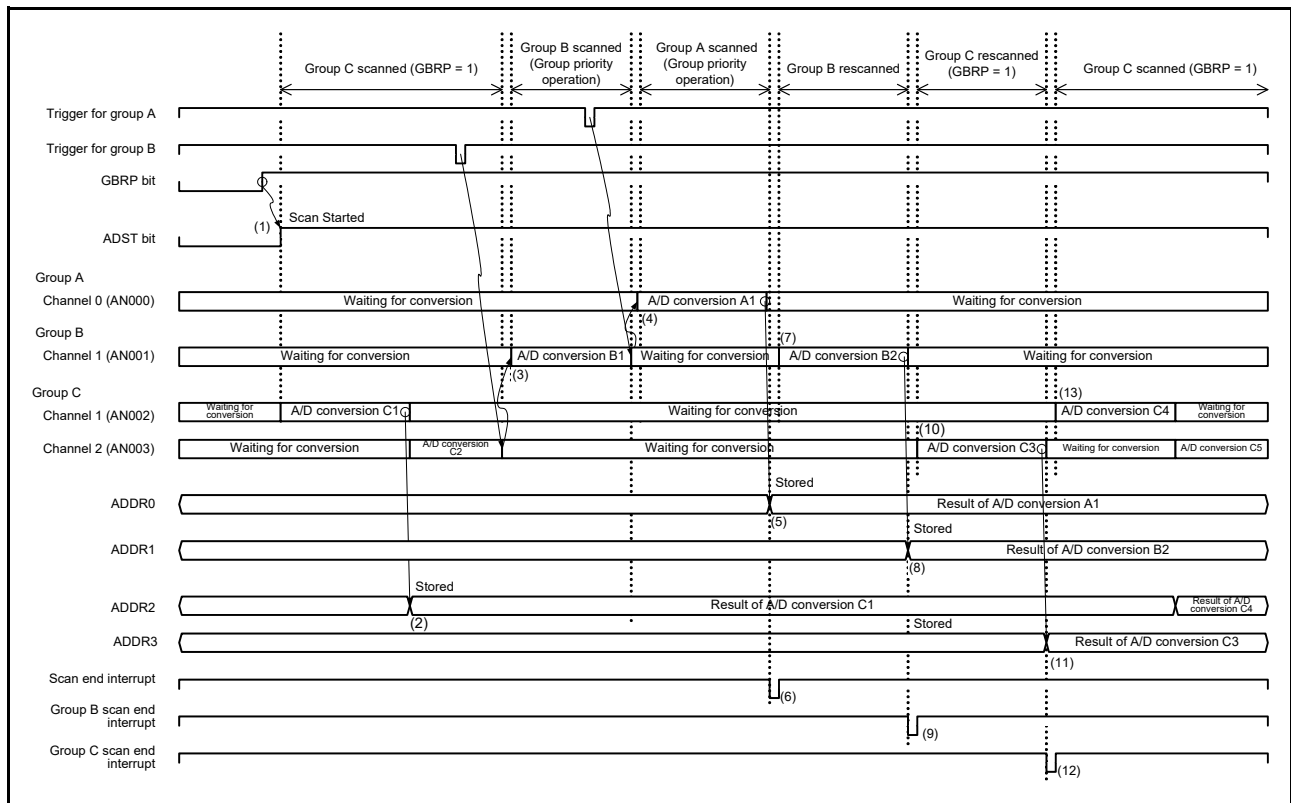 Group C scanned (GBRP = 1)
Group B scanned
(Group priority
operation)
Group A scanned
(Group priority
operation)
Group B rescanned
Group C
rescanned
(GBRP = 1)
Group C scanned (GBRP = 1)
Trigger for group A
Trigger for group B
GBRP bit
(1)
Scan Started
ADST bit
Group A
Channel 0 (AN000)
Waiting for conversion
A/D conversion A1
Waiting for conversion
(4)
Group B
(7)
Channel 1 (AN001)
Waiting for conversion
A/D conversion B1
Waiting for conversion
A/D conversion B2
Waiting for conversion
(3)
Group C
(13)
Channel 1 (AN002)
Waiting for
conversion
A/D conversion C1
Waiting for conversion
A/D conversion C4
Waiting for
conversion
(10)
Channel 2 (AN003)
Waiting for conversion
A/D conversion
C2
Waiting for conversion
A/D conversion C3
Waiting for conversion
A/D conversion C5
Stored
ADDR0
Result of A/D conversion A1
(5)
Stored
ADDR1
Result of A/D conversion B2
(8)
Stored
ADDR2
Result of A/D conversion C1
Result of A/D
conversion C4
(2)
Stored
ADDR3
Result of A/D conversion C3
(11)
Scan end interrupt
(6)
Group B scan end
interrupt
(9)
Group C scan end
interrupt
(12)